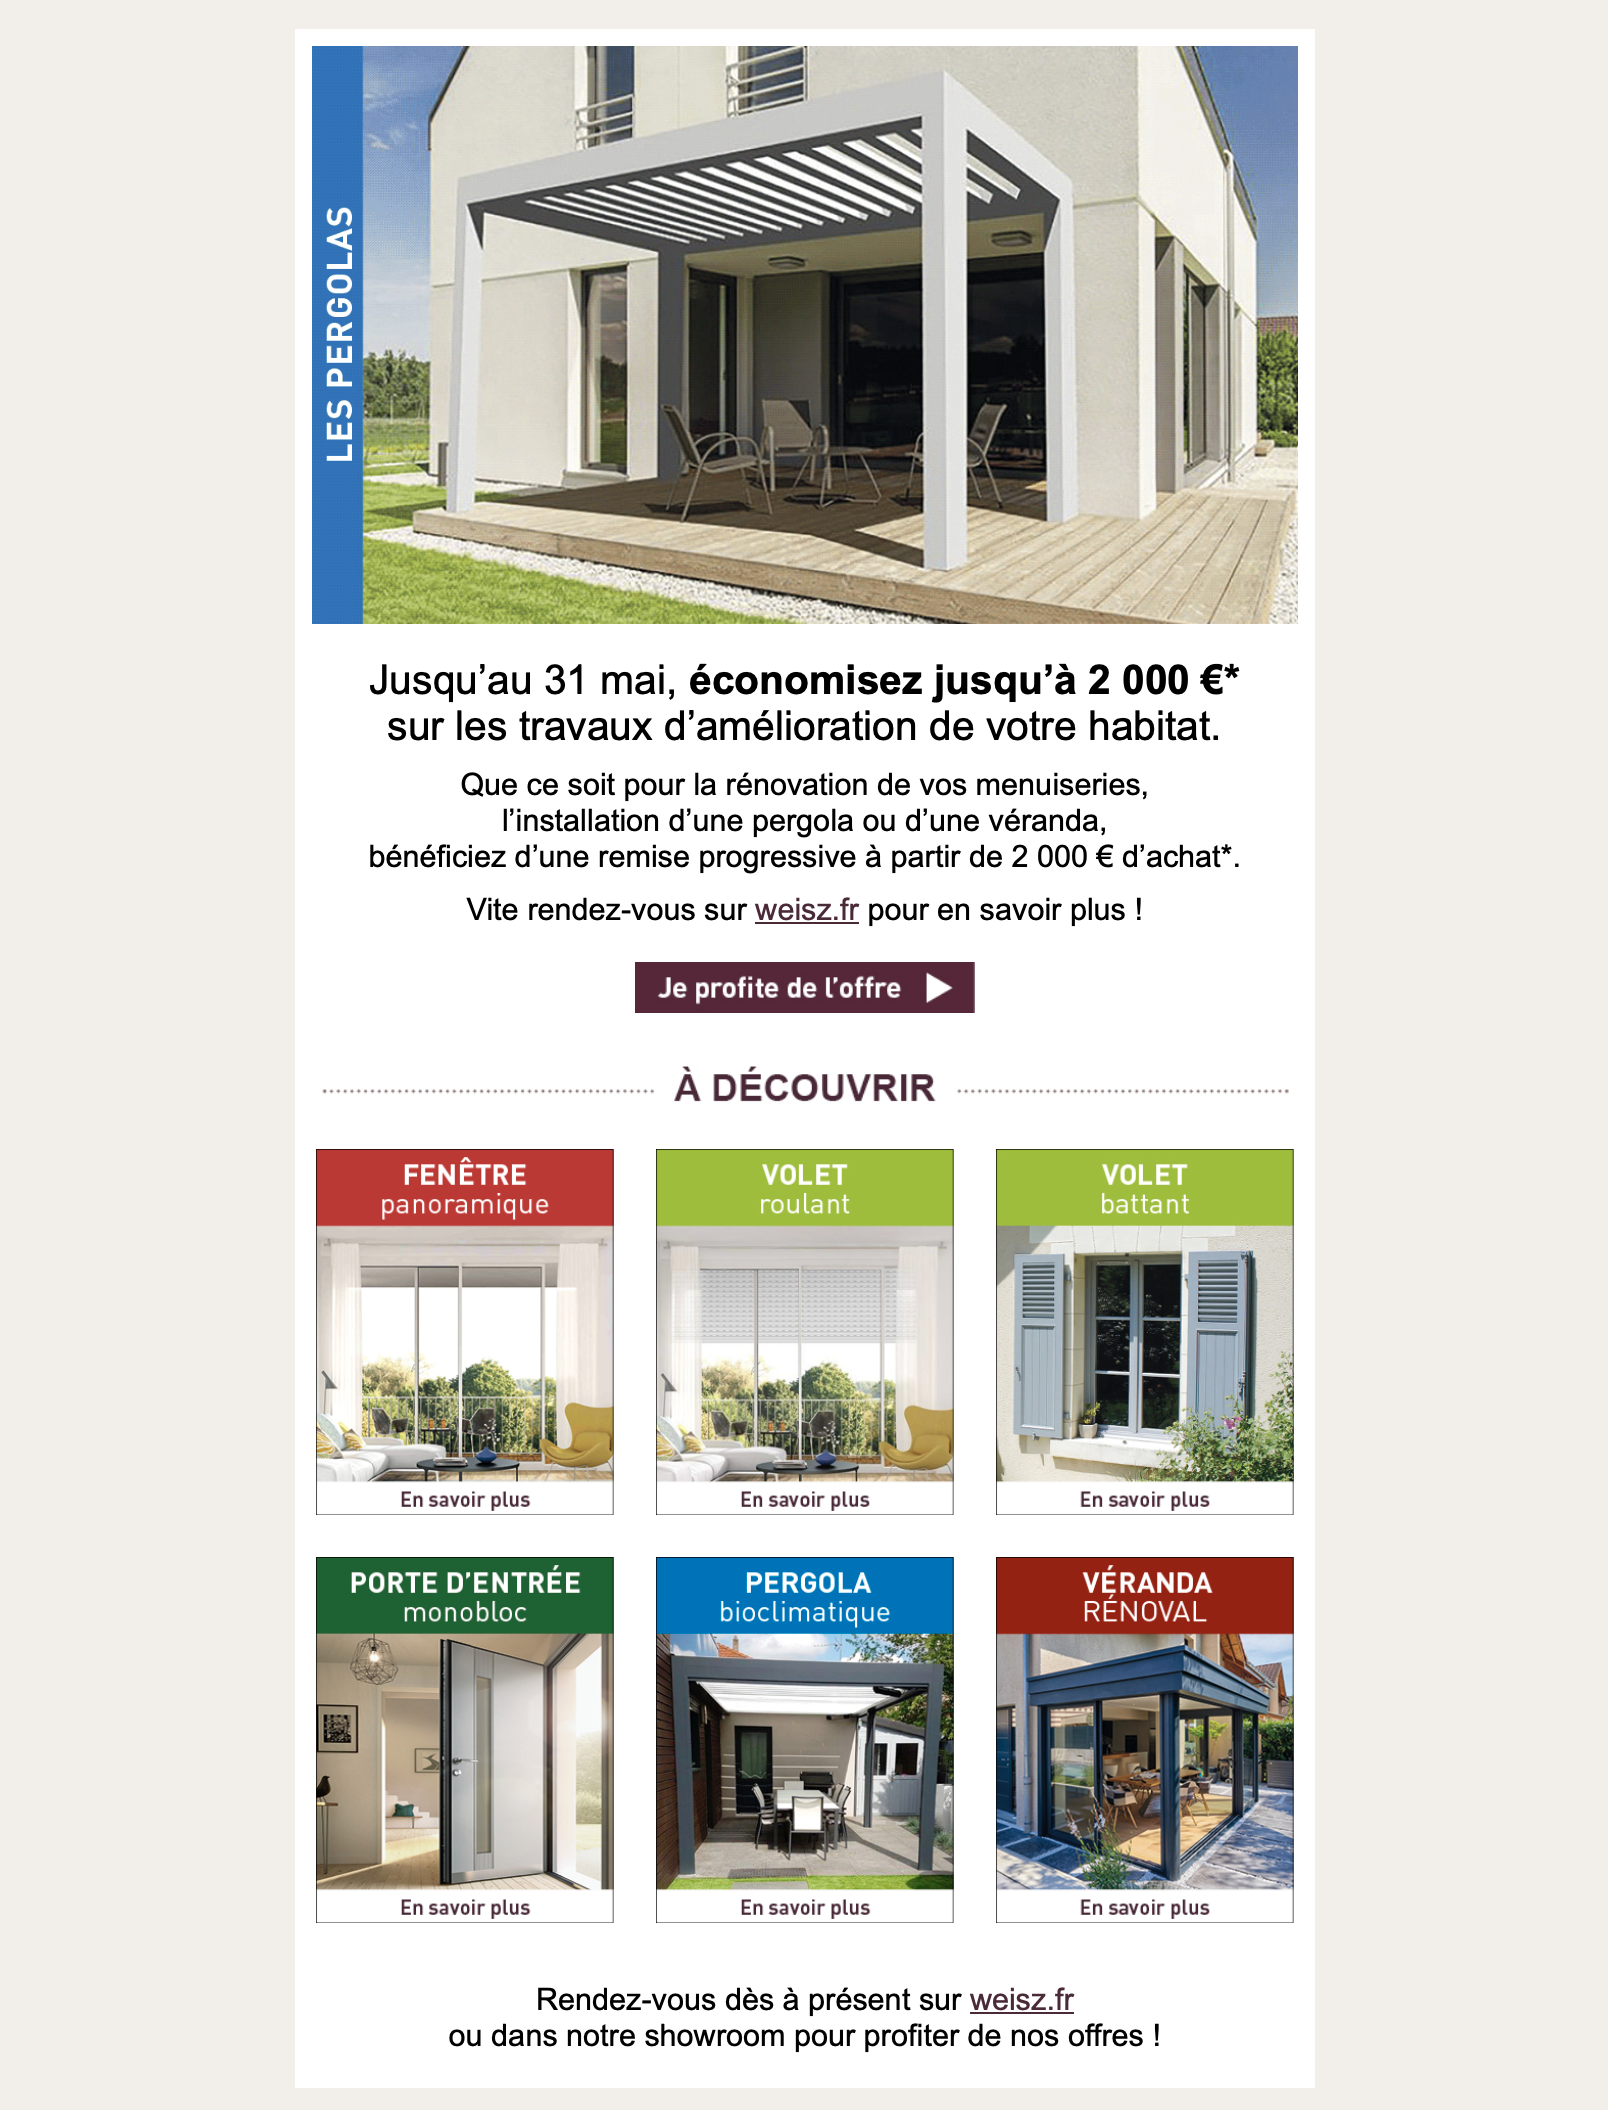 LES PERGOLAS
Jusqu’au 31 mai, économisez jusqu’à 2 000 €*
sur les travaux d’amélioration de votre habitat.
Que ce soit pour la rénovation de vos menuiseries,
l’installation d’une pergola ou d’une véranda,
bénéficiez d’une remise progressive à partir de 2 000 € d’achat*.
Vite rendez-vous sur weisz.fr pour en savoir plus !
Je profite de l’offre
À DÉCOUVRIR
FENÊTRE
panoramique
En savoir plus
VOLET
roulant
En savoir plus
VOLET
battant
En savoir plus
PORTE D’ENTRÉE
monobloc
En savoir plus
PERGOLA
bioclimatique
En savoir plus
VÉRANDA
RÉNOVAL
En savoir plus
Rendez-vous dès à présent sur weisz.fr
ou dans notre showroom pour profiter de nos offres !